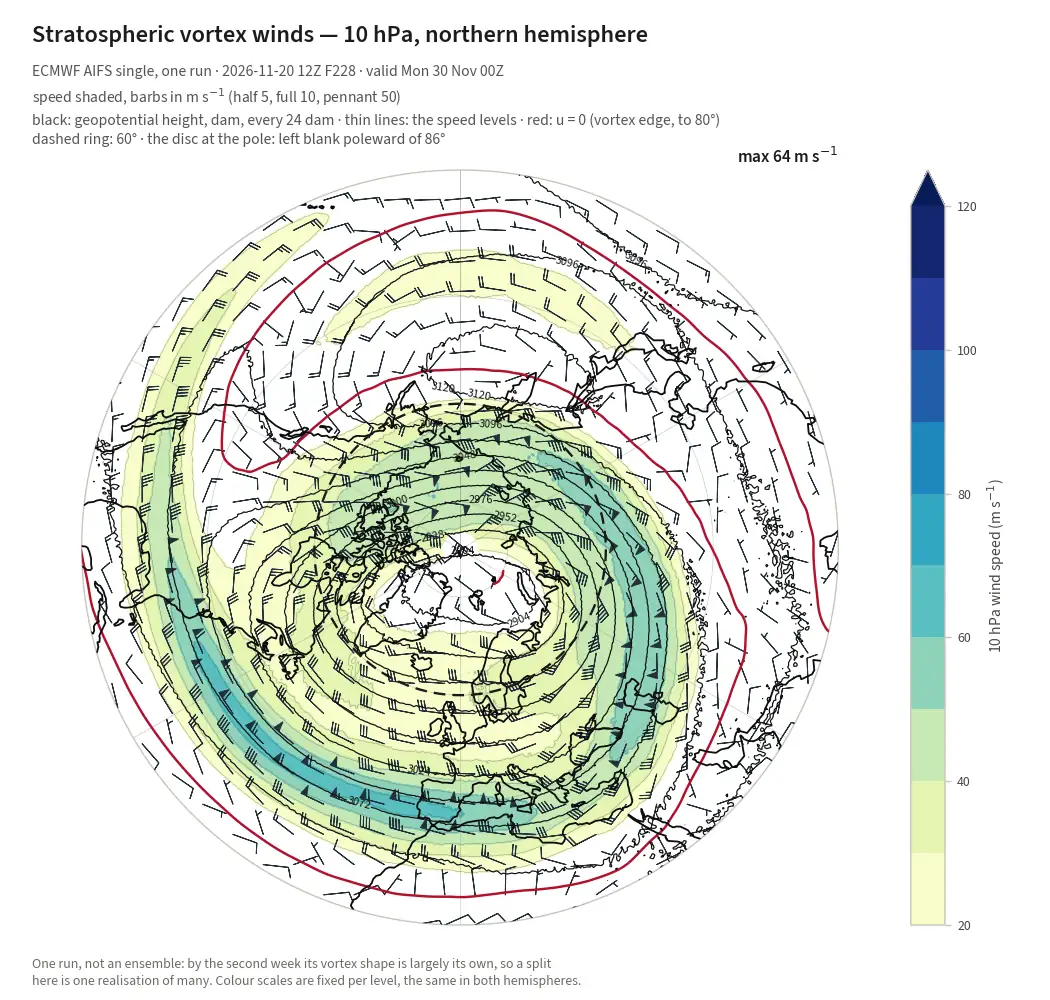 Stratospheric vortex winds — 10 hPa, northern hemisphere
ECMWF AIFS single, one run · 2026-11-20 12Z F228 · valid Mon 30 Nov 00Z
speed shaded, barbs in m s⁻¹ (half 5, full 10, pennant 50)
black: geopotential height, dam, every 24 dam · thin lines: the speed levels · red: u = 0 (vortex edge, to 80°)
dashed ring: 60° · the disc at the pole: left blank poleward of 86°
max 64 m s⁻¹
120
100
80
60
40
20
10 hPa wind speed (m s⁻¹)
3096
3120
3120
3096
2976
2952
2904
3072
One run, not an ensemble: by the second week its vortex shape is largely its own, so a split
here is one realisation of many. Colour scales are fixed per level, the same in both hemispheres.